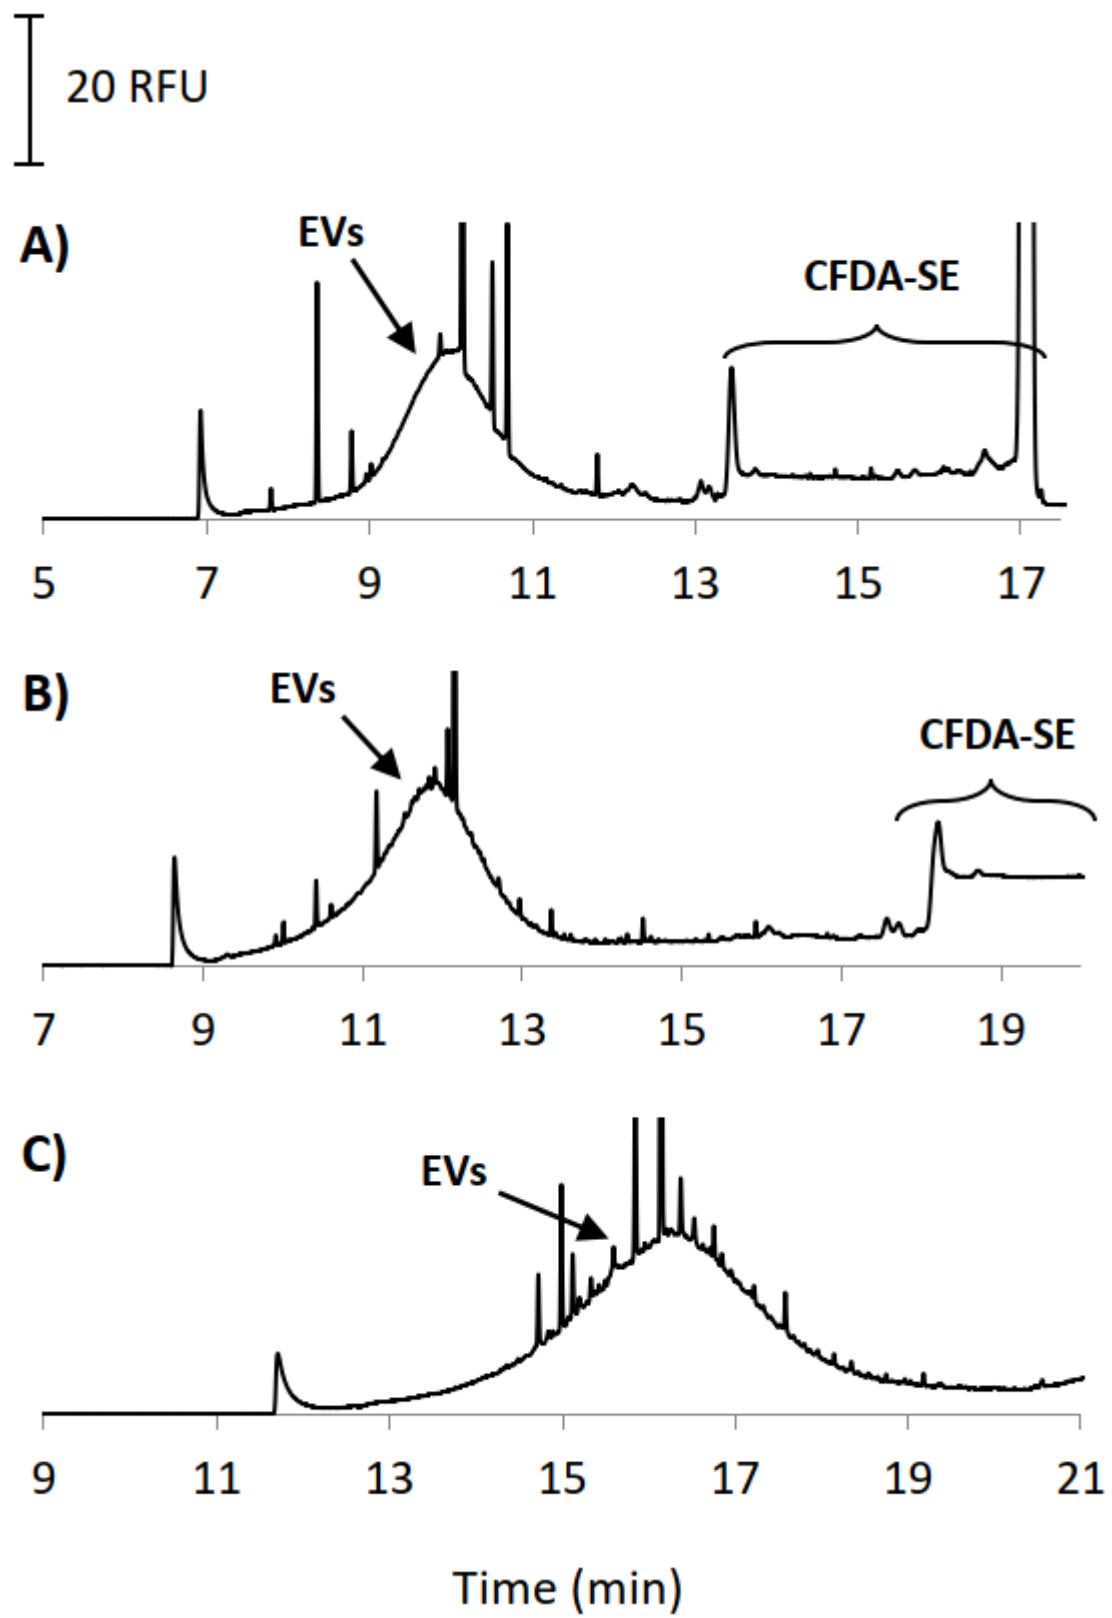 20 RFU
A)
EVs
CFDA-SE
5 7 9 11 13 15 17
B)
EVs
CFDA-SE
7 9 11 13 15 17 19
C)
EVs
9 11 13 15 17 19 21
Time (min)